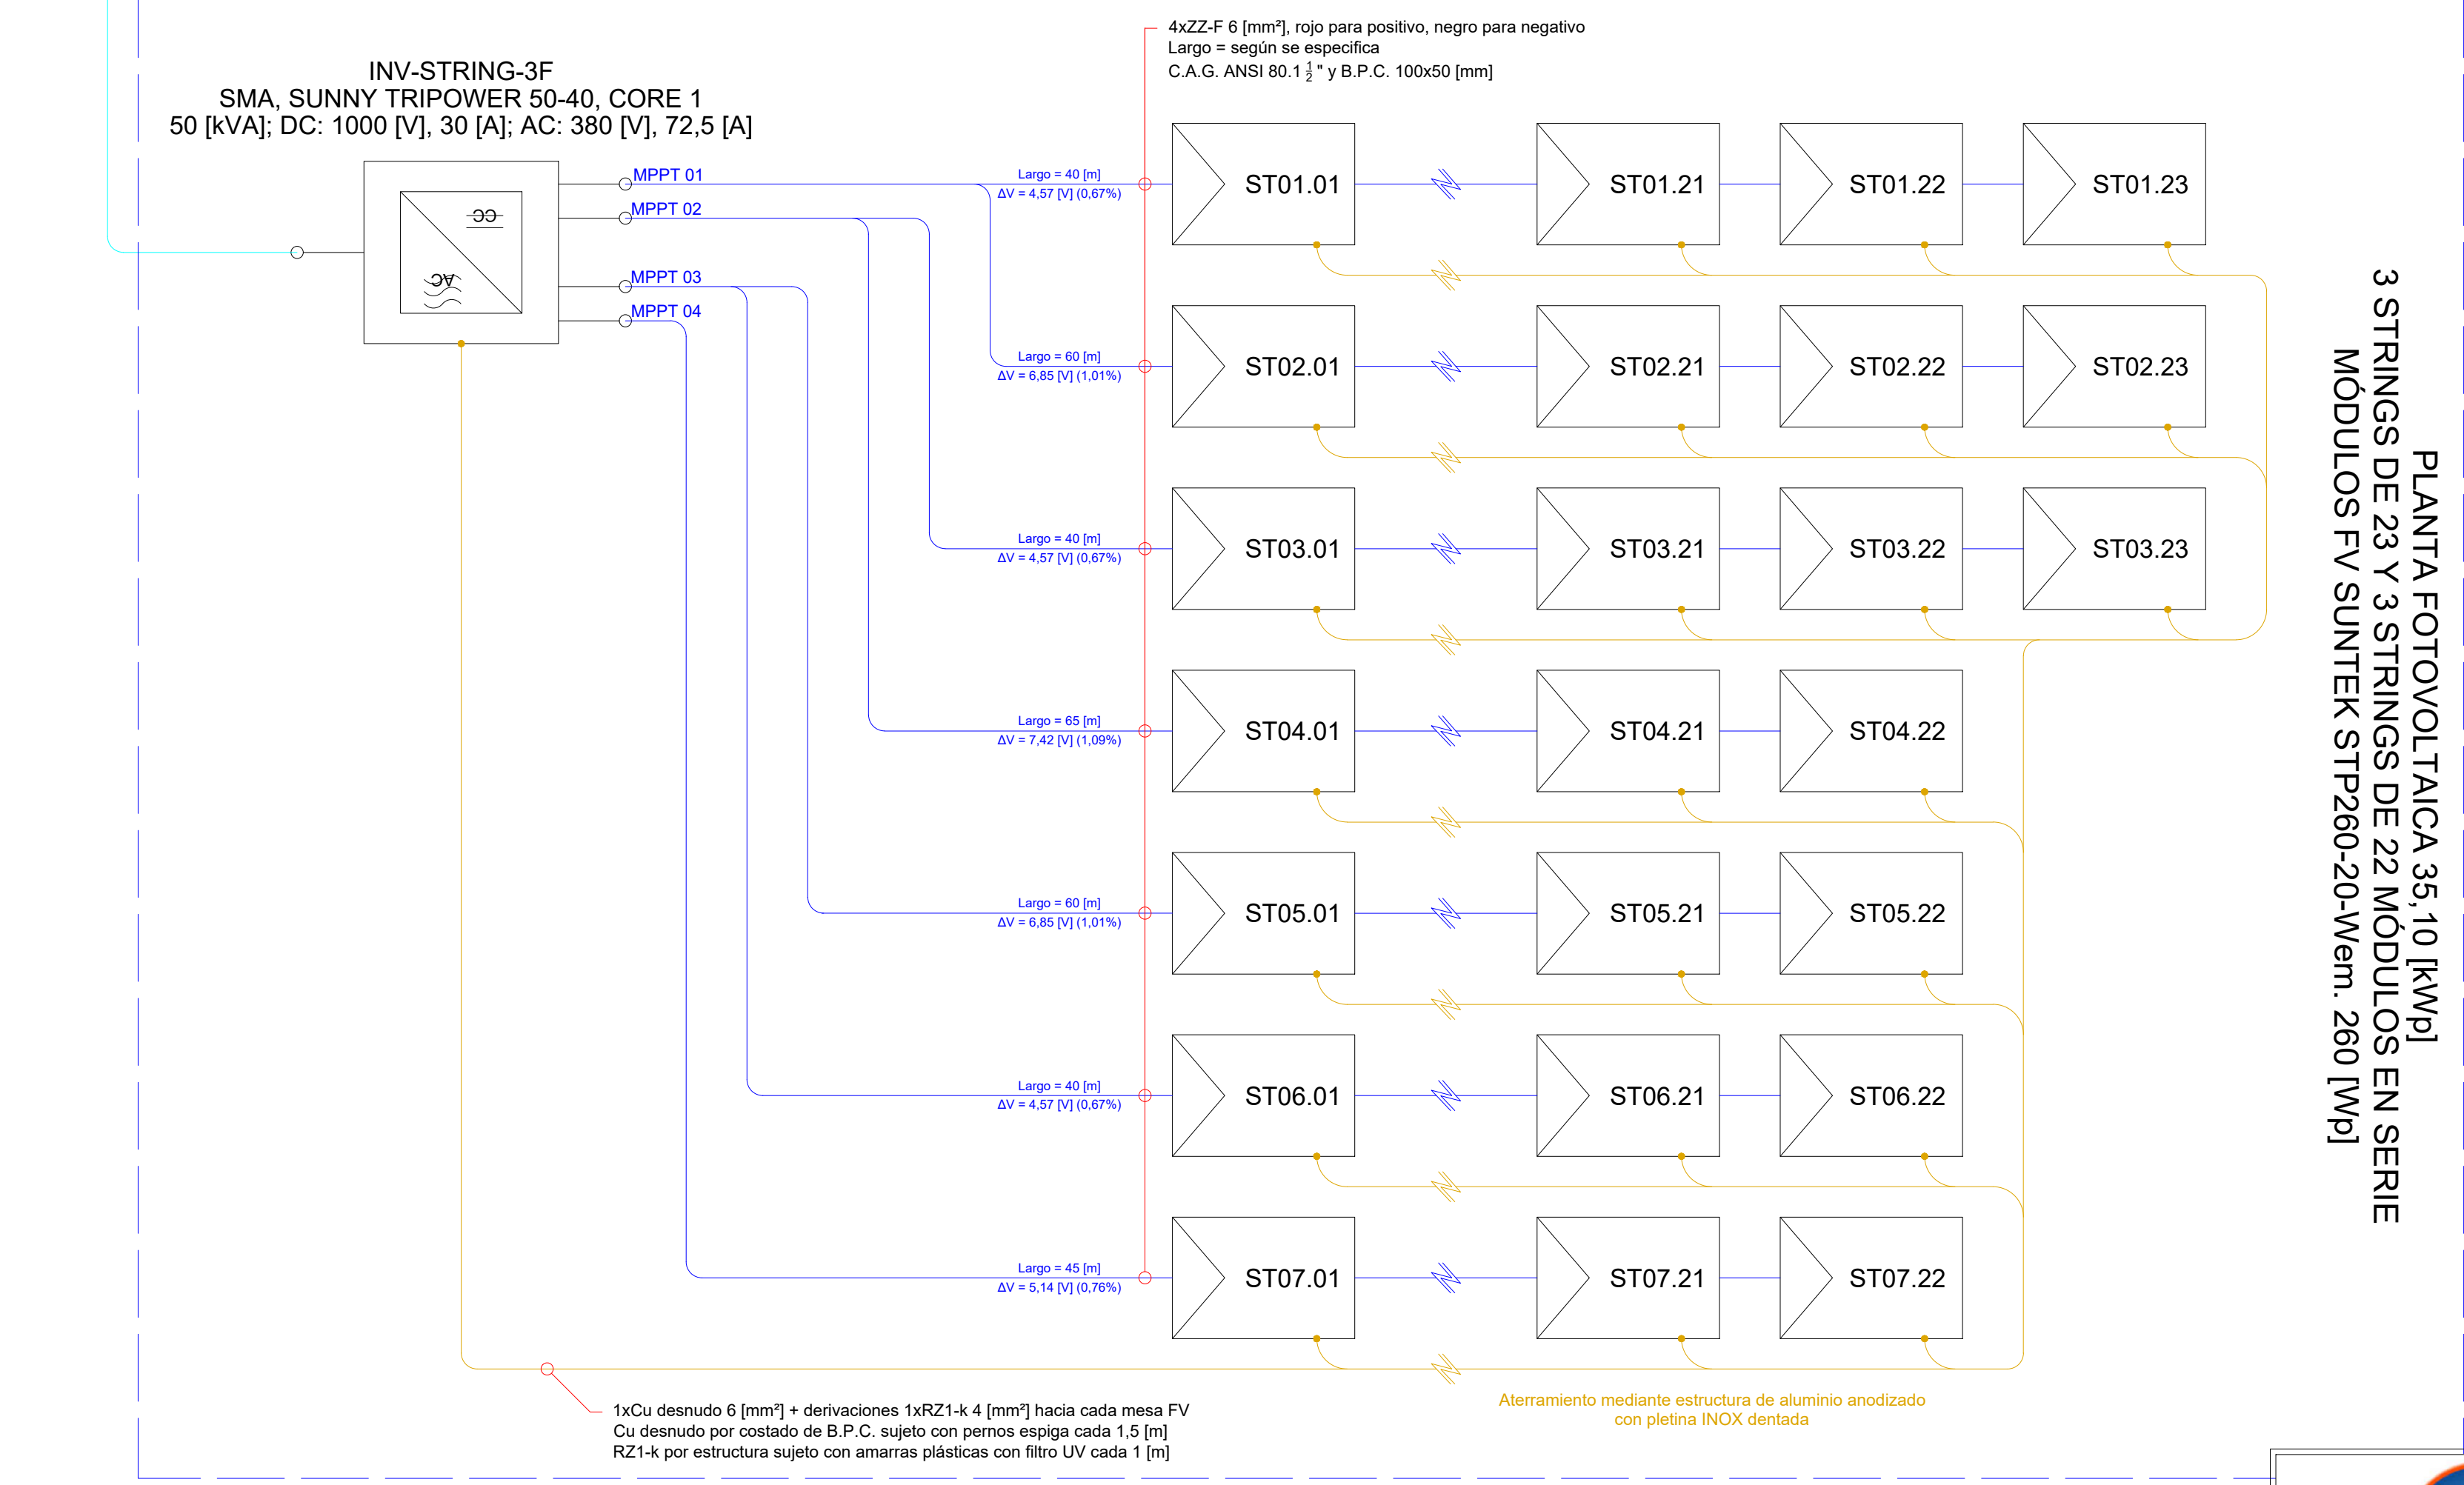 4xZZ-F 6 [mm²], rojo para positivo, negro para negativo
Largo = según se especifica
C.A.G. ANSI 80.1 1/2 " y B.P.C. 100x50 [mm]
INV-STRING-3F
SMA, SUNNY TRIPOWER 50-40, CORE 1
50 [kVA]; DC: 1000 [V], 30 [A]; AC: 380 [V], 72,5 [A]
CC
AC
MPPT 01
MPPT 02
MPPT 03
MPPT 04
Largo = 40 [m]
ΔV = 4,57 [V] (0,67%)
ST01.01
ST01.21
ST01.22
ST01.23
Largo = 60 [m]
ΔV = 6,85 [V] (1,01%)
ST02.01
ST02.21
ST02.22
ST02.23
Largo = 40 [m]
ΔV = 4,57 [V] (0,67%)
ST03.01
ST03.21
ST03.22
ST03.23
Largo = 65 [m]
ΔV = 7,42 [V] (1,09%)
ST04.01
ST04.21
ST04.22
Largo = 60 [m]
ΔV = 6,85 [V] (1,01%)
ST05.01
ST05.21
ST05.22
Largo = 40 [m]
ΔV = 4,57 [V] (0,67%)
ST06.01
ST06.21
ST06.22
Largo = 45 [m]
ΔV = 5,14 [V] (0,76%)
ST07.01
ST07.21
ST07.22
PLANTA FOTOVOLTAICA 35,10 [kWp]
3 STRINGS DE 23 Y 3 STRINGS DE 22 MÓDULOS EN SERIE
MÓDULOS FV SUNTEK STP260-20-Wem. 260 [Wp]
1xCu desnudo 6 [mm²] + derivaciones 1xRZ1-k 4 [mm²] hacia cada mesa FV
Cu desnudo por costado de B.P.C. sujeto con pernos espiga cada 1,5 [m]
RZ1-k por estructura sujeto con amarras plásticas con filtro UV cada 1 [m]
Aterramiento mediante estructura de aluminio anodizado
con pletina INOX dentada